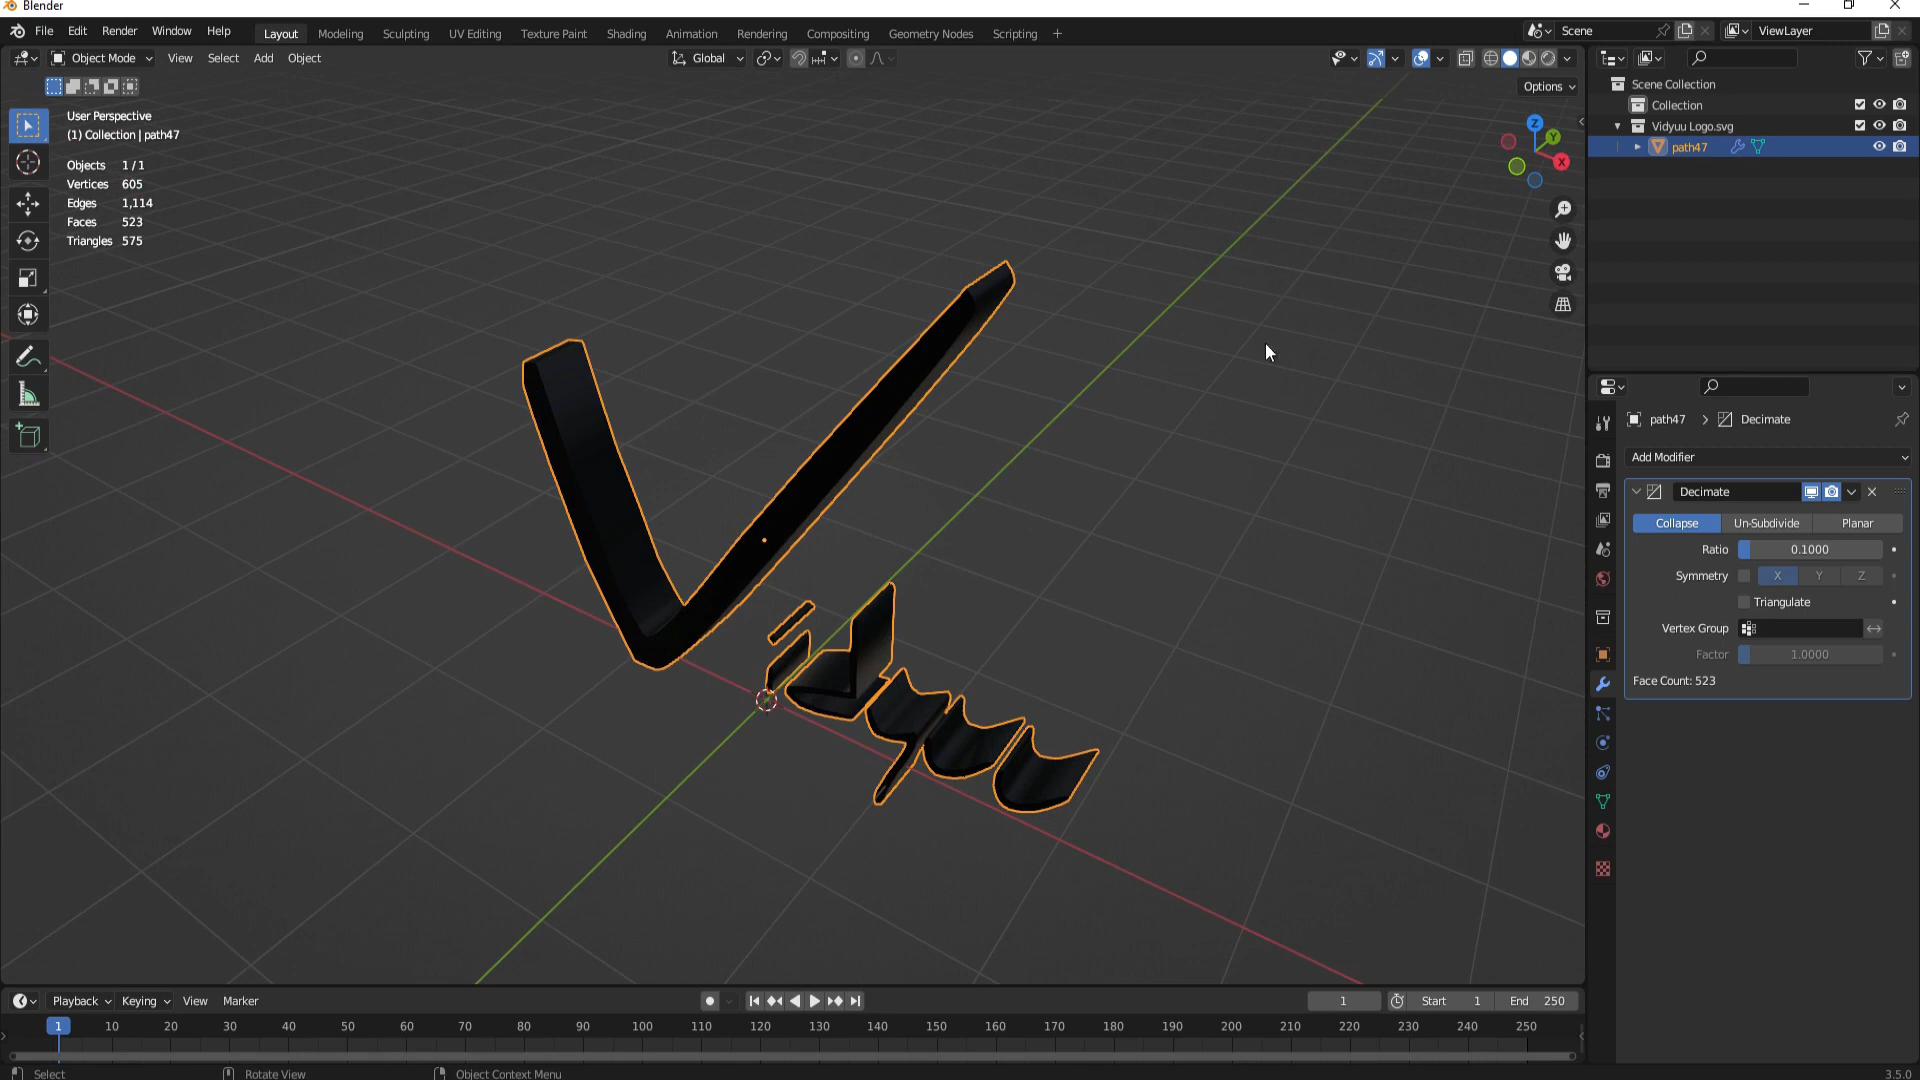 Blender
File Edit Render Window Help
Layout Modeling Sculpting UV Editing Texture Paint Shading Animation Rendering Compositing Geometry Nodes Scripting +
Scene
ViewLayer
Object Mode View Select Add Object
Global
Options
User Perspective
(1) Collection | path47
Objects 1/1
Vertices 605
Edges 1,114
Faces 523
Triangles 575
Z
Y
X
Scene Collection
Collection
Vidyuu Logo.svg
path47
path47 > Decimate
Add Modifier
Decimate
Collapse Un-Subdivide Planar
Ratio 0.1000
Symmetry X Y Z
Triangulate
Vertex Group
Factor 1.0000
Face Count: 523
Playback Keying View Marker
1
Start 1 End 250
1 10 20 30 40 50 60 70 80 90 100 110 120 130 140 150 160 170 180 190 200 210 220 230 240 250
Select Rotate View Object Context Menu
3.5.0